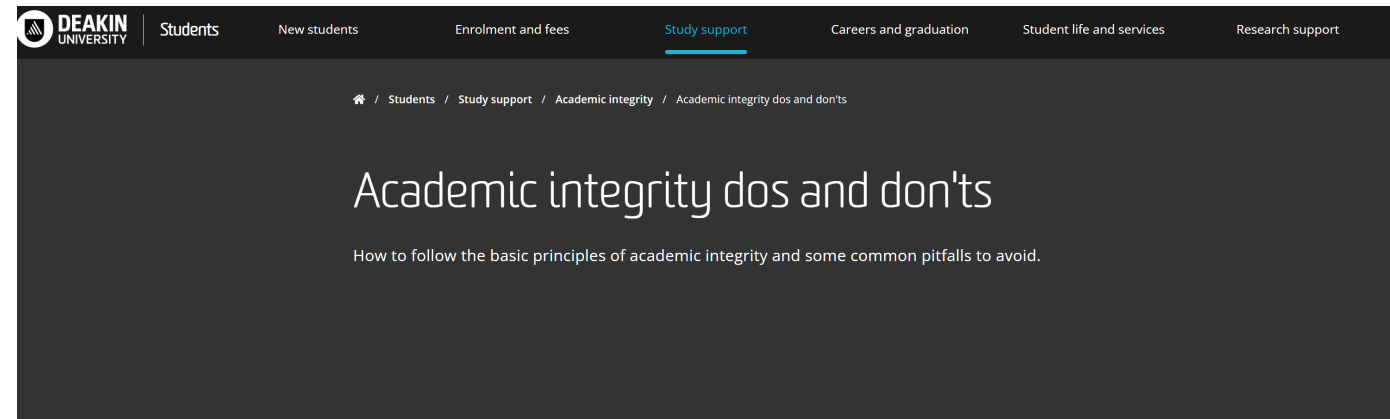 DEAKIN
UNIVERSITY
Students
New students
Enrolment and fees
Study support
Careers and graduation
Student life and services
Research support
/ Students / Study support / Academic integrity / Academic integrity dos and don'ts
Academic integrity dos and don'ts
How to follow the basic principles of academic integrity and some common pitfalls to avoid.